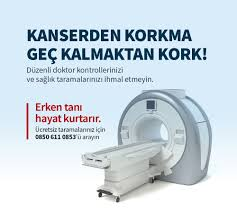 KANSERDEN KORKMA
GEÇ KALMAKTAN KORK!
Düzenli doktor kontrollerinizi
ve sağlık taramalarınızı ihmal etmeyin.
Erken tanı
hayat kurtarır.
Ücretsiz taramalarınız için
0850 611 0853'ü arayın